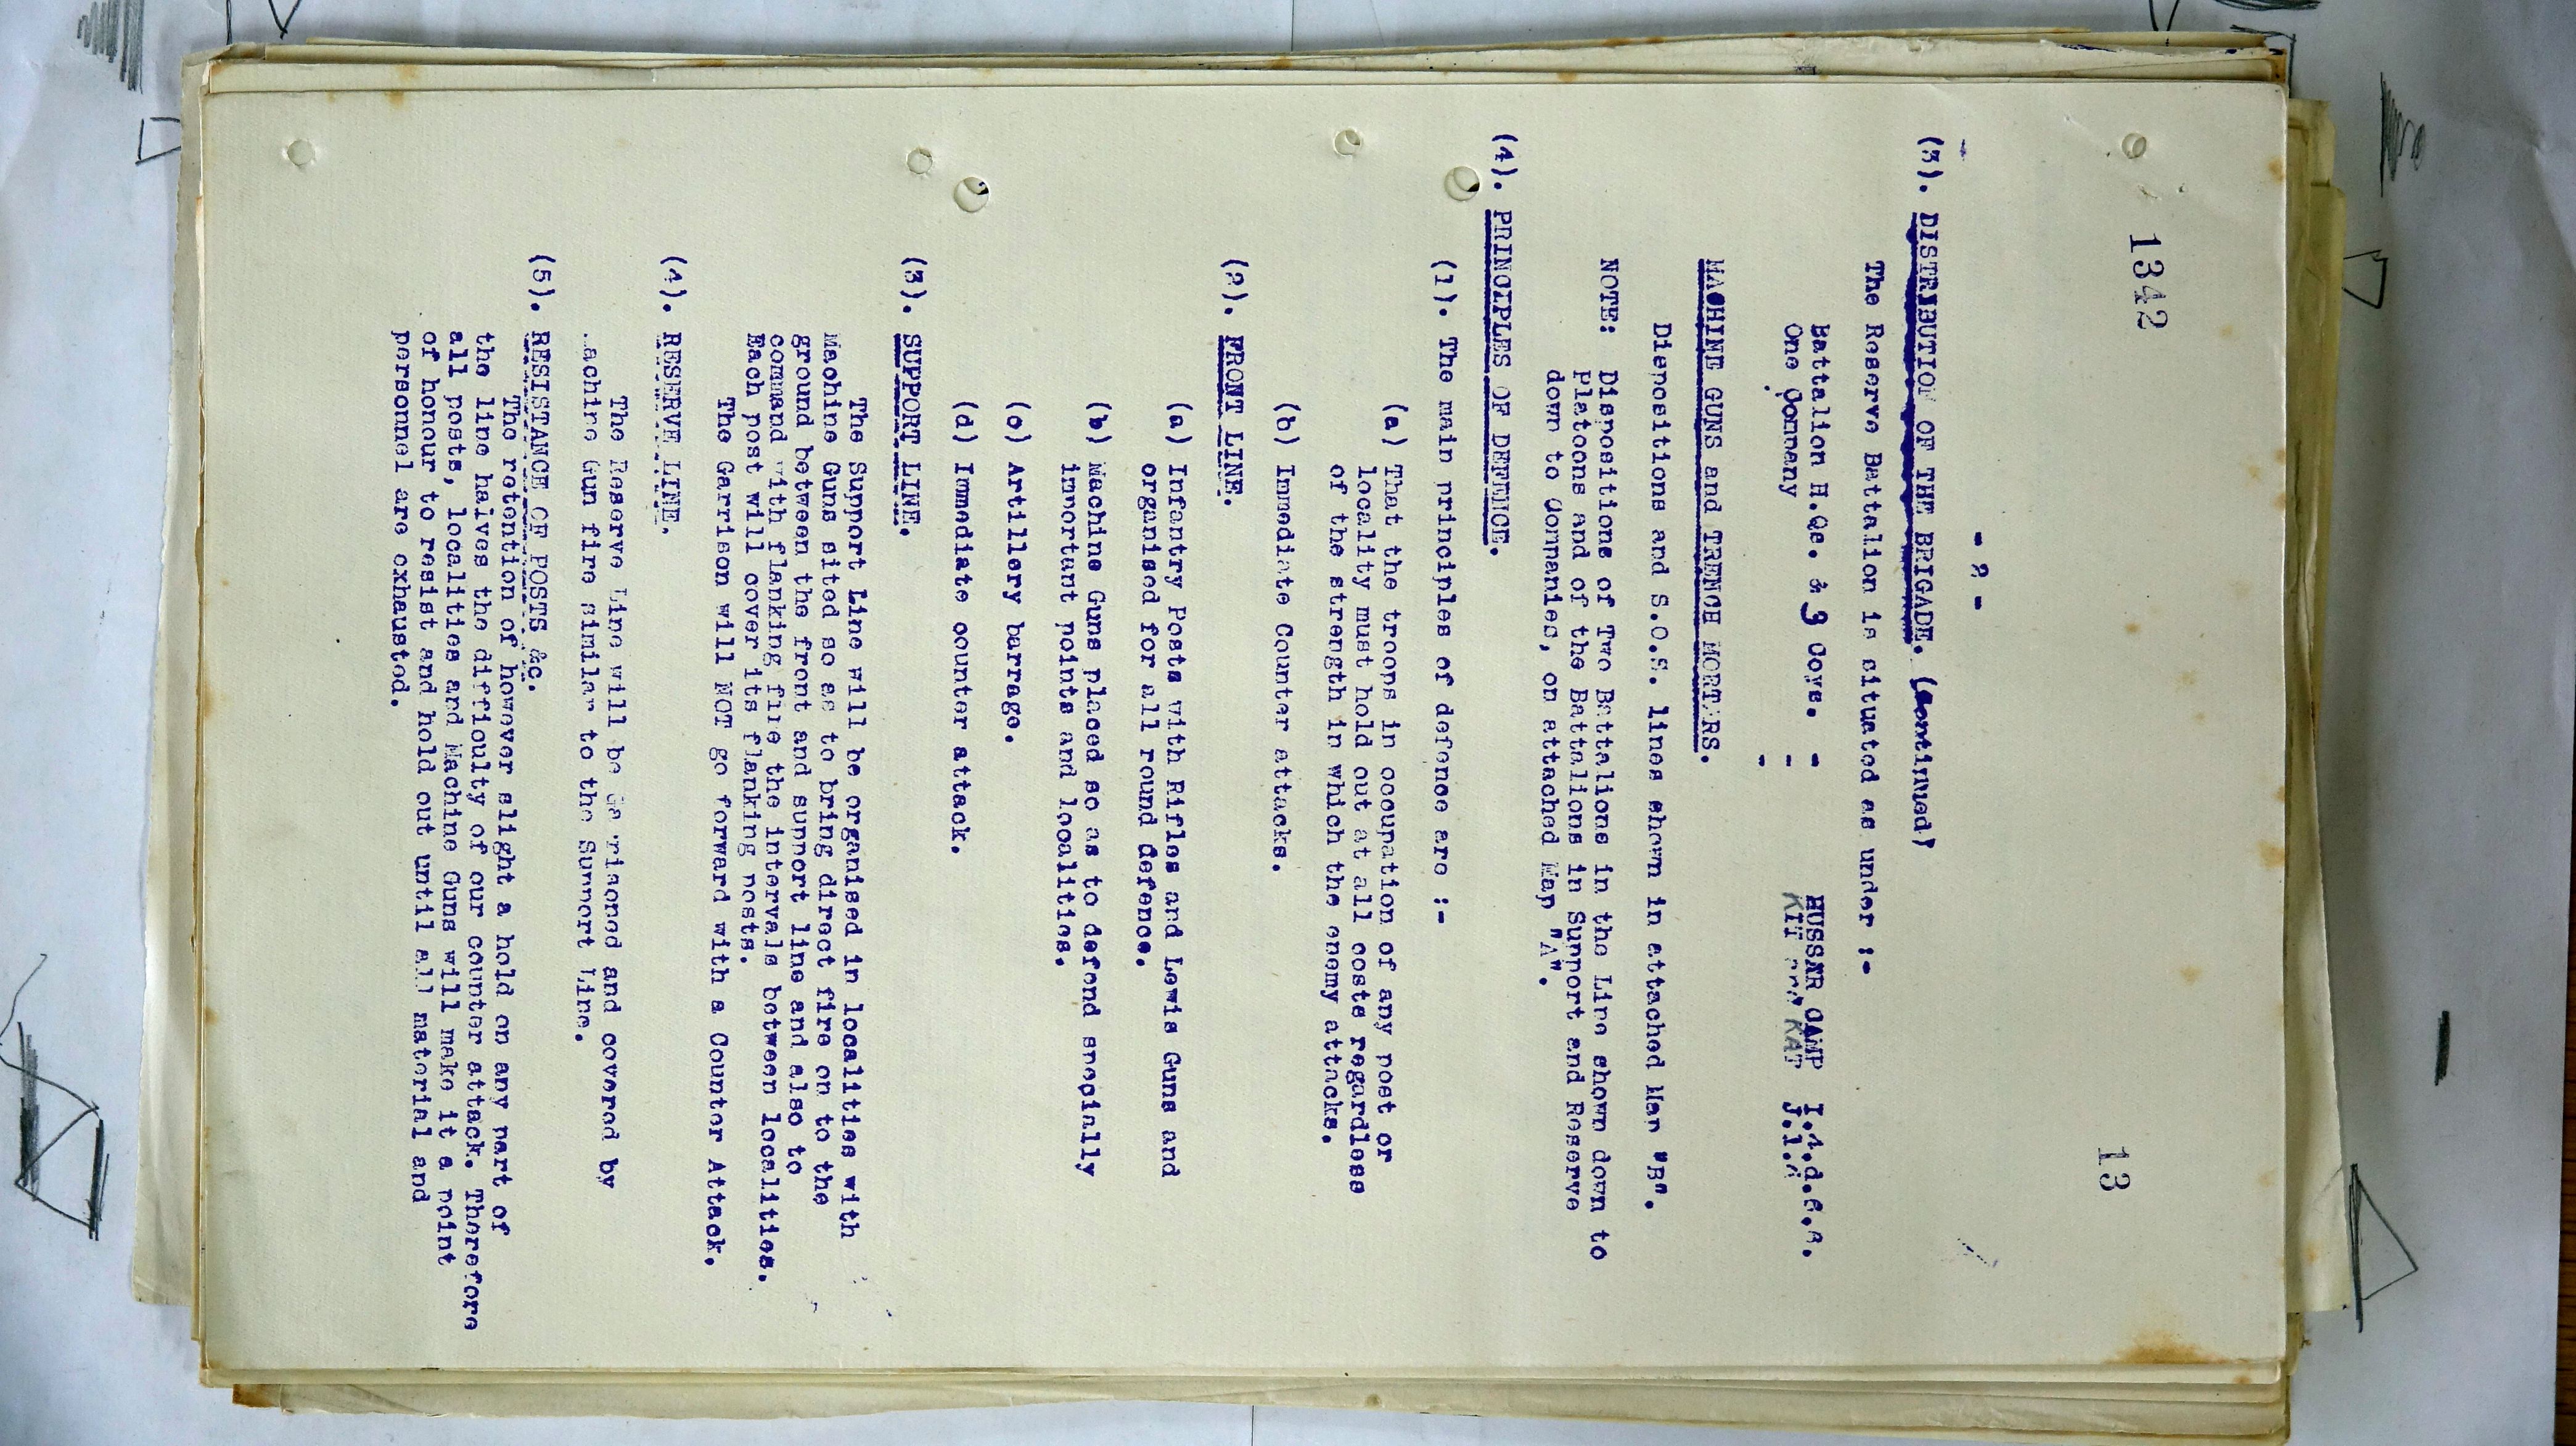 1342
13
- 2 -
(3). DISTRIBUTION OF THE BRIGADE. (Continued)
The Reserve Battalion is situated as under :-
Battalion H.Qs. & 3 Coys. - HUSSAR CAMP I.4.d.8.8.
One Company - KIT and KAT J.1.
MACHINE GUNS and TRENCH MORTARS.
Dispositions and S.O.S. lines shown in attached Map "B".
NOTE: Dispositions of Two Battalions in the Line shown down to
Platoons and of the Battalions in Support and Reserve
down to Companies, on attached Map "A".
(4). PRINCIPLES OF DEFENCE.
(1). The main principles of defence are :-
(a) That the troops in occupation of any post or
locality must hold out at all costs regardless
of the strength in which the enemy attacks.
(b) Immediate Counter attacks.
(2). FRONT LINE.
(a) Infantry Posts with Rifles and Lewis Guns and
organised for all round defence.
(b) Machine Guns placed so as to defend specially
important points and localities.
(c) Artillery barrage.
(d) Immediate counter attack.
(3). SUPPORT LINE.
The Support Line will be organised in localities with
Machine Guns sited so as to bring direct fire on to the
ground between the front and support line and also to
command with flanking fire the intervals between localities.
Each post will cover its flanking posts.
The Garrison will NOT go forward with a Counter Attack.
(4). RESERVE LINE.
The Reserve Line will be garrisoned and covered by
Machine Gun fire similar to the Support Line.
(5). RESISTANCE OF POSTS &c.
The retention of however slight a hold on any part of
the line halves the difficulty of our counter attack. Therefore
all posts, localities and Machine Guns will make it a point
of honour to resist and hold out until all material and
personnel are exhausted.